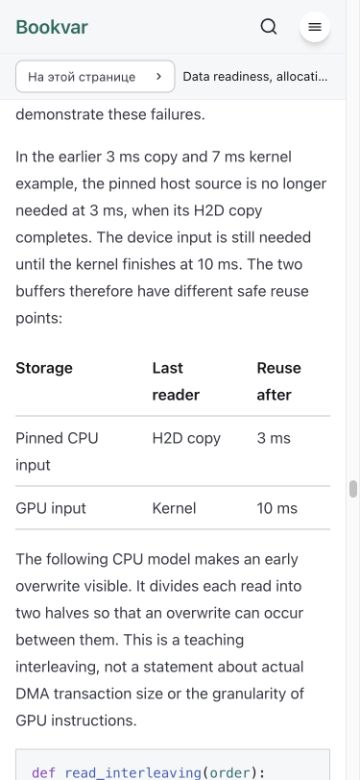 Bookvar
На этой странице
Data readiness, allocati...
demonstrate these failures.
In the earlier 3 ms copy and 7 ms kernel
example, the pinned host source is no longer
needed at 3 ms, when its H2D copy
completes. The device input is still needed
until the kernel finishes at 10 ms. The two
buffers therefore have different safe reuse
points:
Storage Last reader Reuse after
Pinned CPU input H2D copy 3 ms
GPU input Kernel 10 ms
The following CPU model makes an early
overwrite visible. It divides each read into
two halves so that an overwrite can occur
between them. This is a teaching
interleaving, not a statement about actual
DMA transaction size or the granularity of
GPU instructions.
def read_interleaving(order):